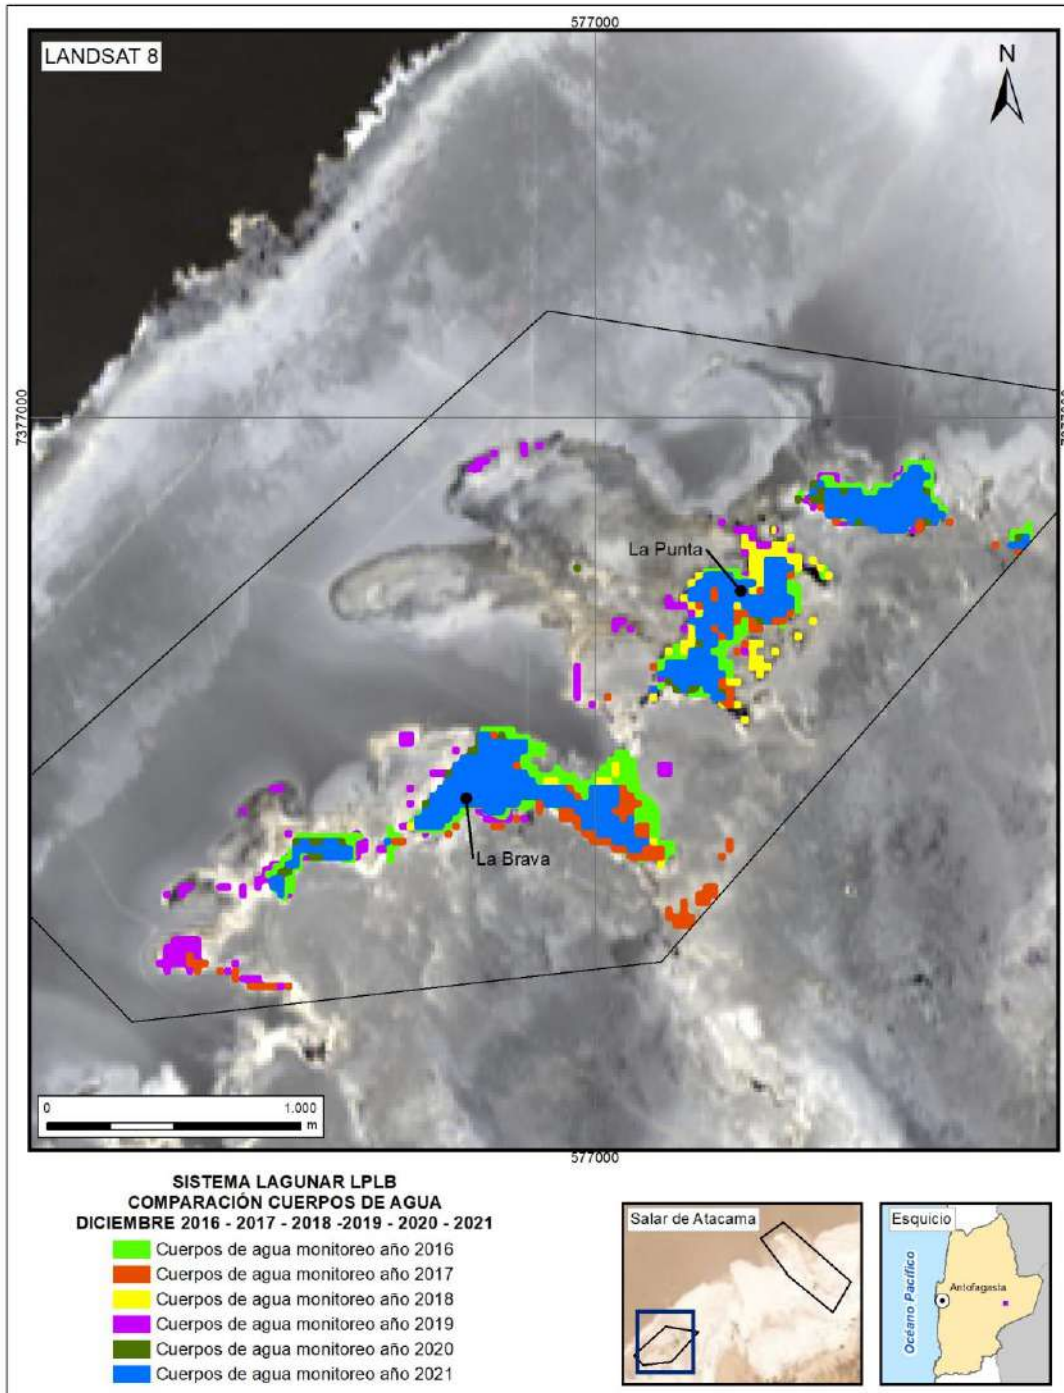 577000
LANDSAT 8
N
7377000
7377000
La Punta
La Brava
0 1.000
m
577000
SISTEMA LAGUNAR LPLB
COMPARACIÓN CUERPOS DE AGUA
DICIEMBRE 2016 - 2017 - 2018 -2019 - 2020 - 2021
Cuerpos de agua monitoreo año 2016
Cuerpos de agua monitoreo año 2017
Cuerpos de agua monitoreo año 2018
Cuerpos de agua monitoreo año 2019
Cuerpos de agua monitoreo año 2020
Cuerpos de agua monitoreo año 2021
Salar de Atacama
Esquicio
Océano Pacífico
Antofagasta